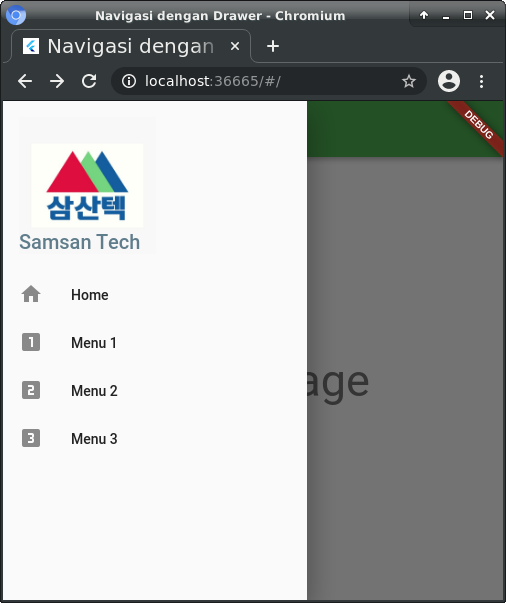 Navigasi dengan Drawer - Chromium
Navigasi dengan
localhost:36665/#/
DEBUG
삼산텍
Samsan Tech
Home
1 Menu 1
2 Menu 2
3 Menu 3
age